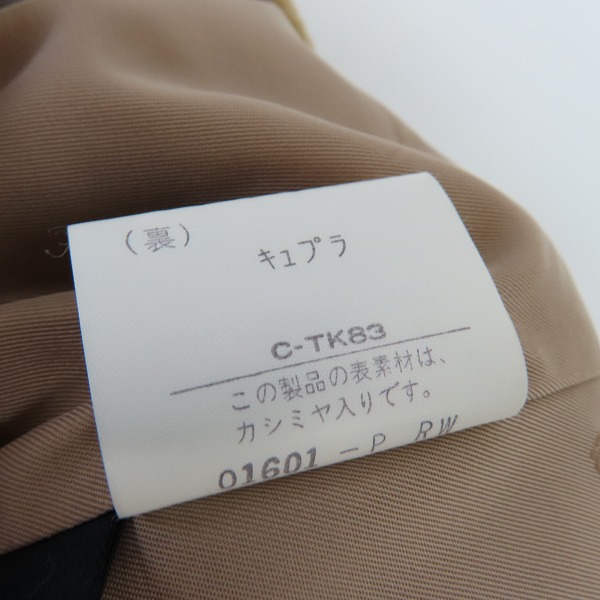 （裏）
キュプラ
C-TK83
この製品の表素材は、
カシミヤ入りです。
01601-P RW